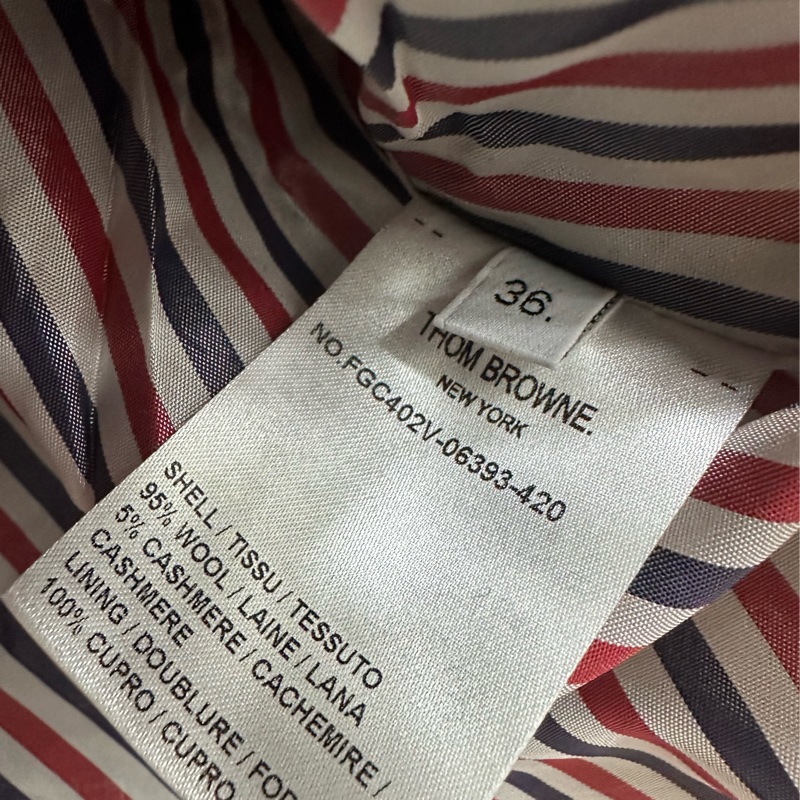 36.
THOM BROWNE.
NEW YORK
NO.FGC402V-06393-420
SHELL / TISSU / TESSUTO
95% WOOL / LAINE / LANA
5% CASHMERE / CACHEMIRE /
CASHMERE
LINING / DOUBLURE /
100% CUPRO / CUPRO